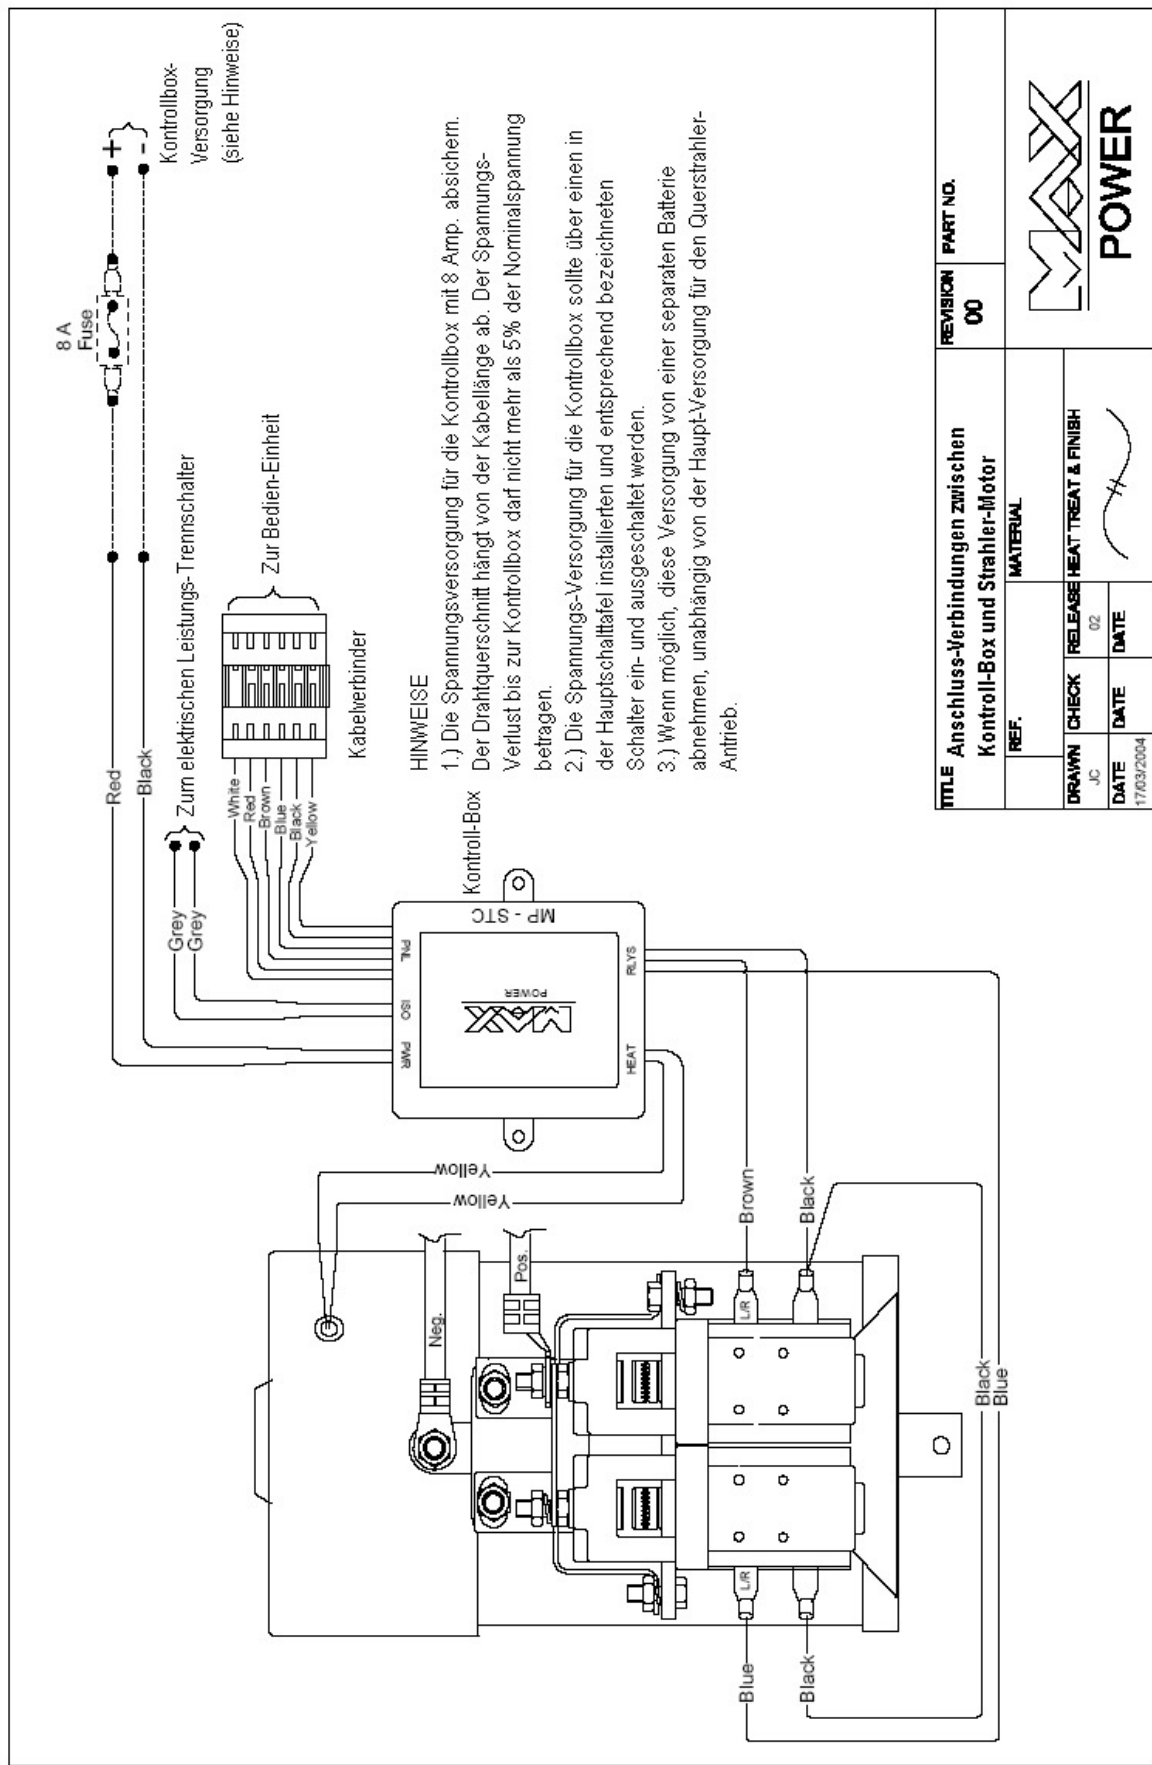 8 A
Fuse
+
-
Kontrollbox-
Versorgung
(siehe Hinweise)
Red
Black
Zum elektrischen Leistungs-Trennschalter
Grey
Grey
Zur Bedien-Einheit
Kabelverbinder
White
Red
Brown
Blue
Black
Yellow
HINWEISE
1.) Die Spannungsversorgung für die Kontrollbox mit 8 Amp. absichern.
Der Drahtquerschnitt hängt von der Kabellänge ab. Der Spannungs-
Verlust bis zur Kontrollbox darf nicht mehr als 5% der Nominalspannung
betragen.
2.) Die Spannungs-Versorgung für die Kontrollbox sollte über einen in
der Hauptschalttafel installierten und entsprechend bezeichneten
Schalter ein- und ausgeschaltet werden.
3.) Wenn möglich, diese Versorgung von einer separaten Batterie
abnehmen, unabhängig von der Haupt-Versorgung für den Querstrahler-
Antrieb.
Kontroll-Box
MP - STC
PWR
ISO
PNL
MAX
POWER
HEAT
RLYS
Yellow
Yellow
Neg.
Pos.
Brown
Black
L/R
L/R
Blue
Black
Black
Blue
TITLE
Anschluss-Verbindungen zwischen
Kontroll-Box und Strahler-Motor
REVISION
00
PART NO.
REF.
MATERIAL
DRAWN
JC
CHECK
RELEASE
02
HEAT TREAT & FINISH
DATE
17/03/2004
DATE
DATE
MAX
POWER